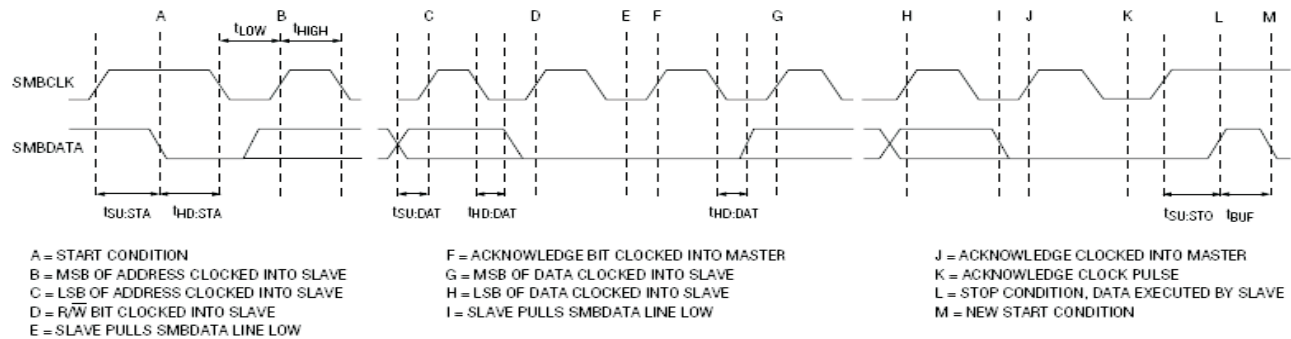 A B C D E F G H I J K L M
tLOW tHIGH
SMBCLK
SMBDATA
tSU:STA tHD:STA tSU:DAT tHD:DAT tHD:DAT tSU:STO tBUF
A = START CONDITION
B = MSB OF ADDRESS CLOCKED INTO SLAVE
C = LSB OF ADDRESS CLOCKED INTO SLAVE
D = R/W̅ BIT CLOCKED INTO SLAVE
E = SLAVE PULLS SMBDATA LINE LOW
F = ACKNOWLEDGE BIT CLOCKED INTO MASTER
G = MSB OF DATA CLOCKED INTO SLAVE
H = LSB OF DATA CLOCKED INTO SLAVE
I = SLAVE PULLS SMBDATA LINE LOW
J = ACKNOWLEDGE CLOCKED INTO MASTER
K = ACKNOWLEDGE CLOCK PULSE
L = STOP CONDITION, DATA EXECUTED BY SLAVE
M = NEW START CONDITION